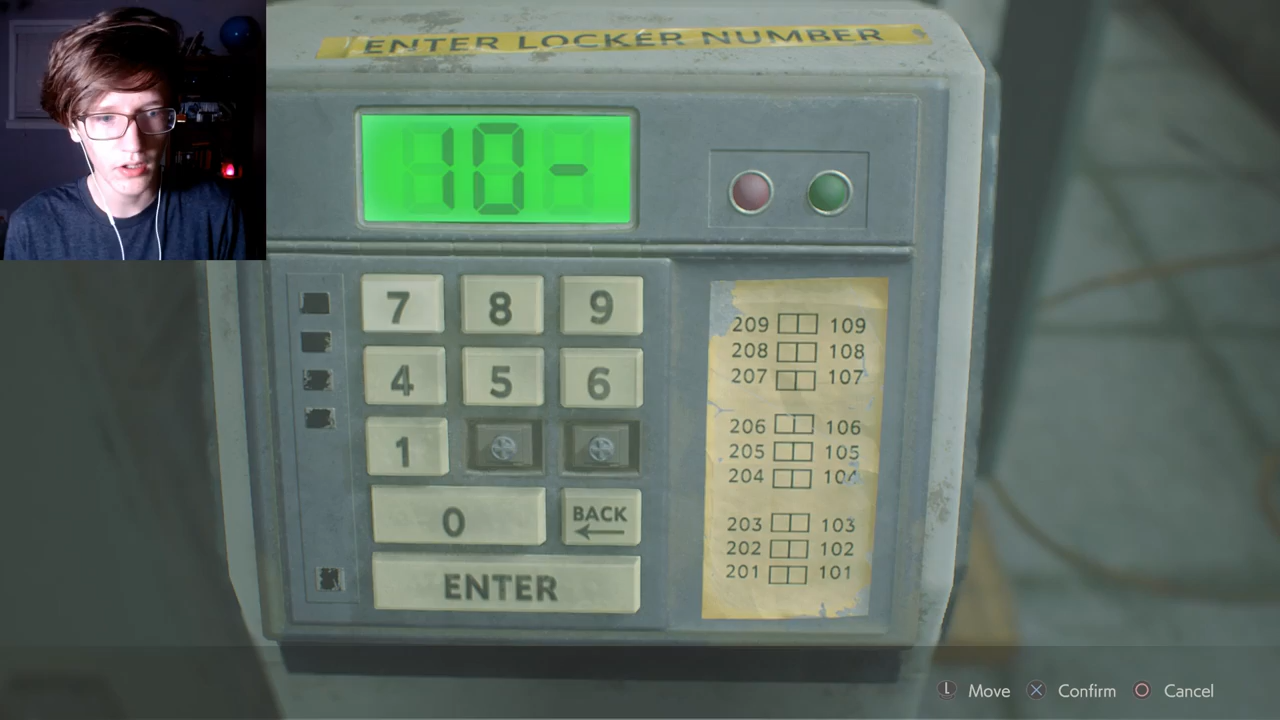 ENTER LOCKER NUMBER
10-
7 8 9
4 5 6
1
0 BACK
ENTER
209 109
208 108
207 107
206 106
205 105
204 104
203 103
202 102
201 101
L Move Confirm Cancel